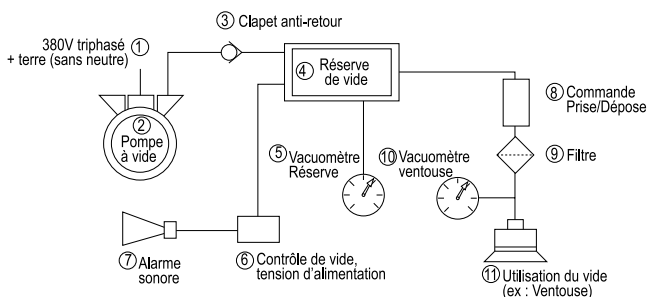 ③ Clapet anti-retour
380V triphasé ①
+ terre (sans neutre)
④ Réserve
de vide
② 
Pompe
à vide
⑧ Commande
Prise/Dépose
⑤ Vacuomètre
Réserve
⑩ Vacuomètre
ventouse
⑨ Filtre
⑦ Alarme
sonore
⑥ Contrôle de vide,
tension d'alimentation
⑪ Utilisation du vide
(ex : Ventouse)